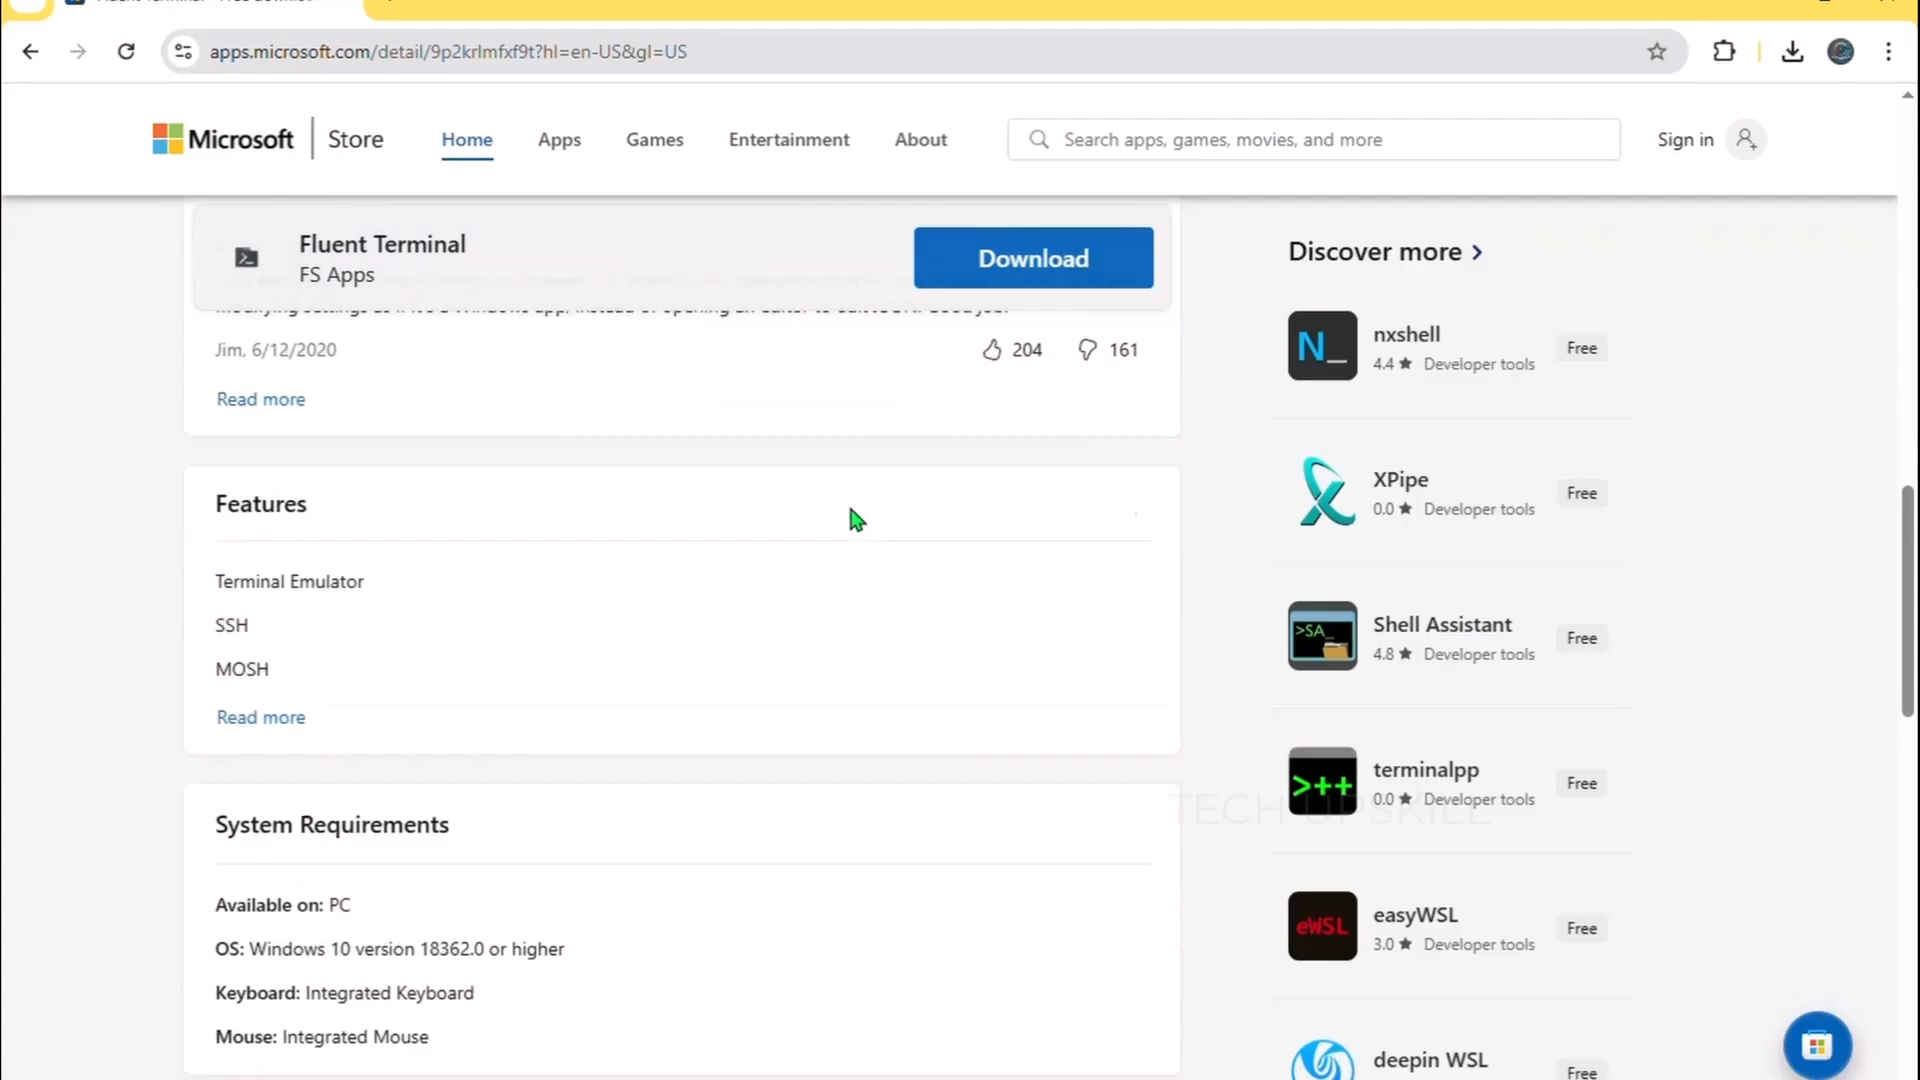 apps.microsoft.com/detail/9p2krlmfxf9t?hl=en-US&gl=US
Microsoft Store Home Apps Games Entertainment About Search apps, games, movies, and more Sign in
Fluent Terminal
FS Apps
Download
Jim, 6/12/2020 204 161
Read more
Features
Terminal Emulator
SSH
MOSH
Read more
System Requirements
Available on: PC
OS: Windows 10 version 18362.0 or higher
Keyboard: Integrated Keyboard
Mouse: Integrated Mouse
Discover more
N_
nxshell
4.4 ★ Developer tools
Free
XPipe
0.0 ★ Developer tools
Free
>SA_
Shell Assistant
4.8 ★ Developer tools
Free
>++
terminalpp
0.0 ★ Developer tools
Free
TECH UPSKILL
eWSL
easyWSL
3.0 ★ Developer tools
Free
deepin WSL
Free